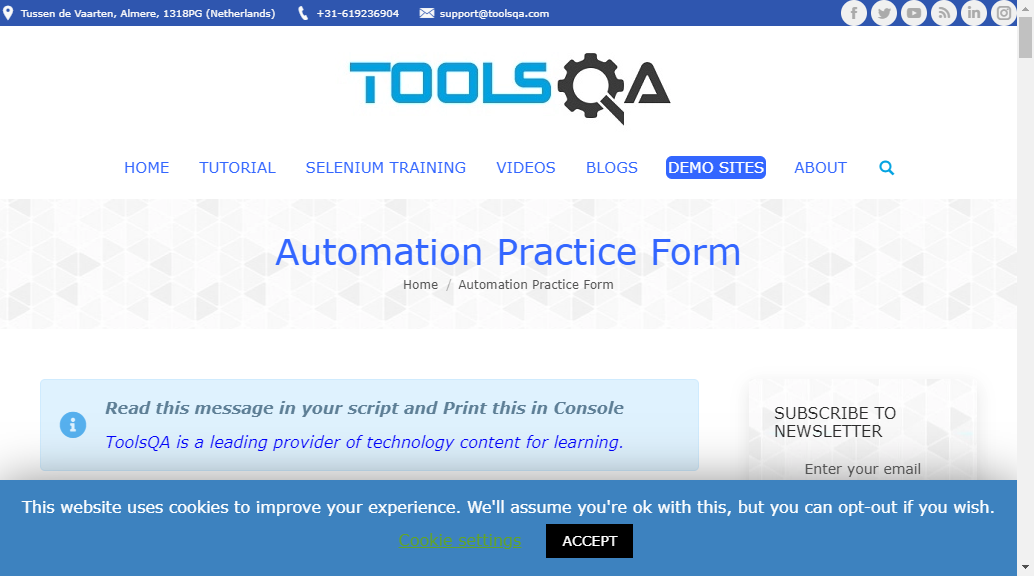 Tussen de Vaarten, Almere, 1318PG (Netherlands) +31-619236904 support@toolsqa.com
TOOLSQA
HOME TUTORIAL SELENIUM TRAINING VIDEOS BLOGS DEMO SITES ABOUT
Automation Practice Form
Home / Automation Practice Form
Read this message in your script and Print this in Console
ToolsQA is a leading provider of technology content for learning.
SUBSCRIBE TO
NEWSLETTER
Enter your email
This website uses cookies to improve your experience. We'll assume you're ok with this, but you can opt-out if you wish.
Cookie settings ACCEPT